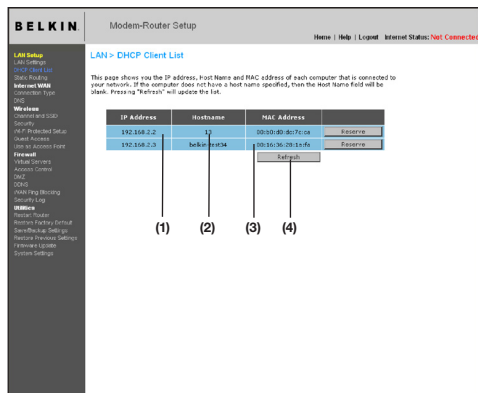 BELKIN.
Modem-Router Setup
Home | Help | Logout Internet Status: Not Connected
LAN Setup
LAN Settings
DHCP Client List
Static Routing
Internet WAN
Connection Type
DNS
Wireless
Channel and SSID
Security
Wi-Fi Protected Setup
Guest Access
Use as Access Point
Firewall
Virtual Servers
Access Control
DMZ
DDNS
WAN Ping Blocking
Security Log
Utilities
Restart Router
Restore Factory Default
Save/Backup Settings
Restore Previous Settings
Firmware Update
System Settings
LAN > DHCP Client List
This page shows you the IP address, Host Name and MAC address of each computer that is connected to
your network. If the computer does not have a host name specified, then the Host Name field will be
blank. Pressing "Refresh" will update the list.
IP Address Hostname MAC Address
192.168.2.2 13 Reserve
192.168.2.3 Reserve
Refresh
(1) (2) (3) (4)